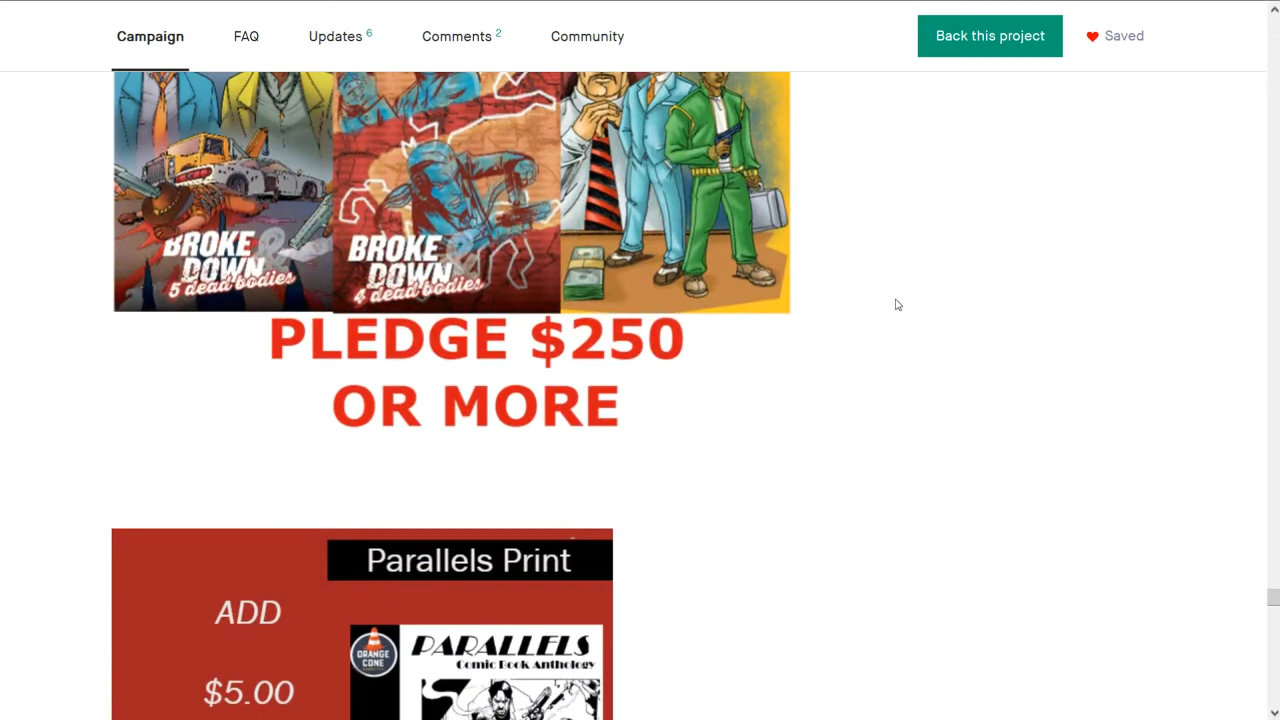 Campaign
FAQ
Updates 6
Comments 2
Community
Back this project
Saved
BROKE
DOWN
&
5 dead bodies
BROKE
DOWN
&
4 dead bodies
PLEDGE $250
OR MORE
Parallels Print
ADD
$5.00
ORANGE
CONE
PARALLELS
Comic Book Anthology